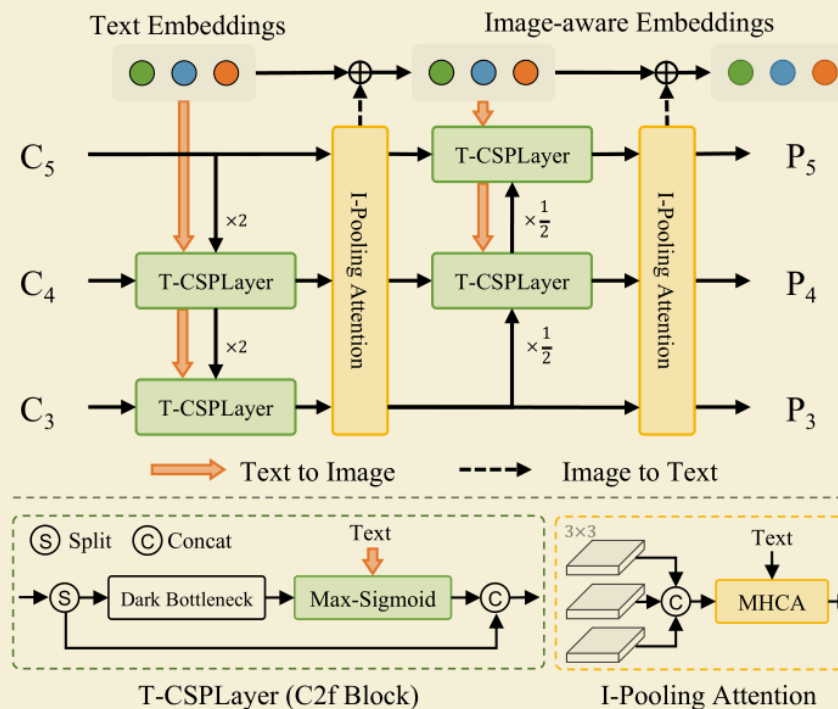 Text Embeddings
Image-aware Embeddings
C5
T-CSPLayer
P5
×2
×1/2
I-Pooling Attention
I-Pooling Attention
C4
T-CSPLayer
T-CSPLayer
P4
×2
×1/2
C3
T-CSPLayer
P3
Text to Image
Image to Text
S Split
C Concat
Text
3×3
Text
S
Dark Bottleneck
Max-Sigmoid
C
C
MHCA
T-CSPLayer (C2f Block)
I-Pooling Attention